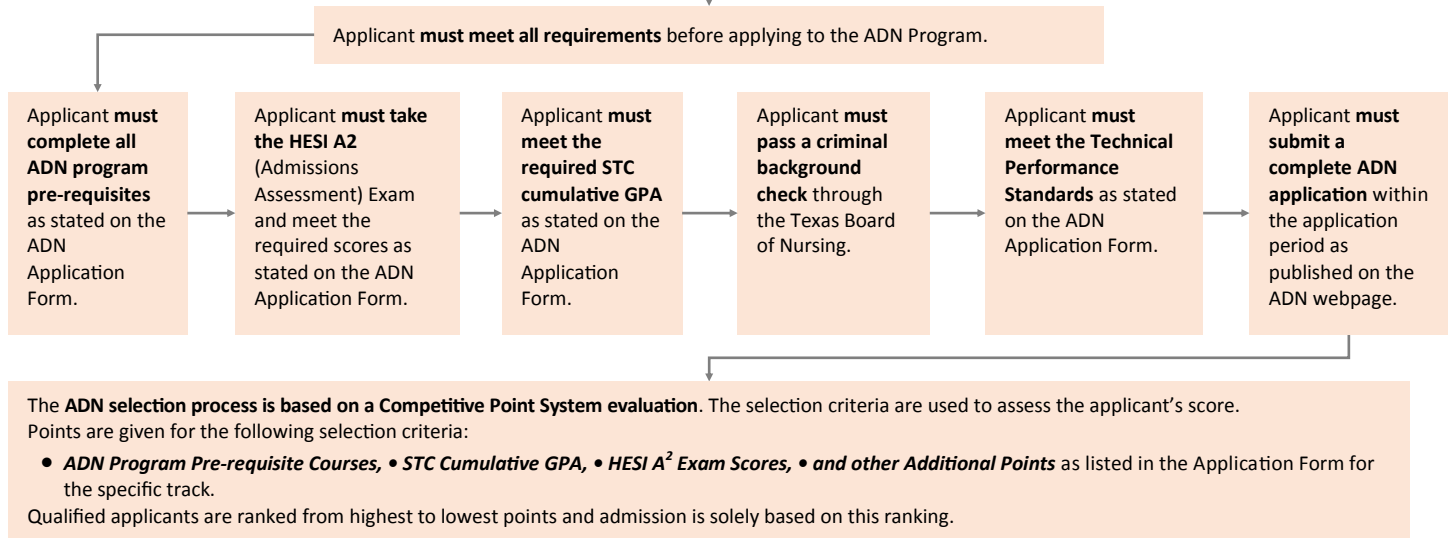 Applicant must meet all requirements before applying to the ADN Program.
Applicant must
complete all
ADN program
pre-requisites
as stated on the
ADN
Application
Form.
Applicant must take
the HESI A2
(Admissions
Assessment) Exam
and meet the
required scores as
stated on the ADN
Application Form.
Applicant must
meet the
required STC
cumulative GPA
as stated on the
ADN
Application
Form.
Applicant must
pass a criminal
background
check through
the Texas Board
of Nursing.
Applicant must
meet the Technical
Performance
Standards as stated
on the ADN
Application Form.
Applicant must
submit a
complete ADN
application within
the application
period as
published on the
ADN webpage.
The ADN selection process is based on a Competitive Point System evaluation. The selection criteria are used to assess the applicant's score.
Points are given for the following selection criteria:
• ADN Program Pre-requisite Courses, • STC Cumulative GPA, • HESI A² Exam Scores, • and other Additional Points as listed in the Application Form for
the specific track.
Qualified applicants are ranked from highest to lowest points and admission is solely based on this ranking.